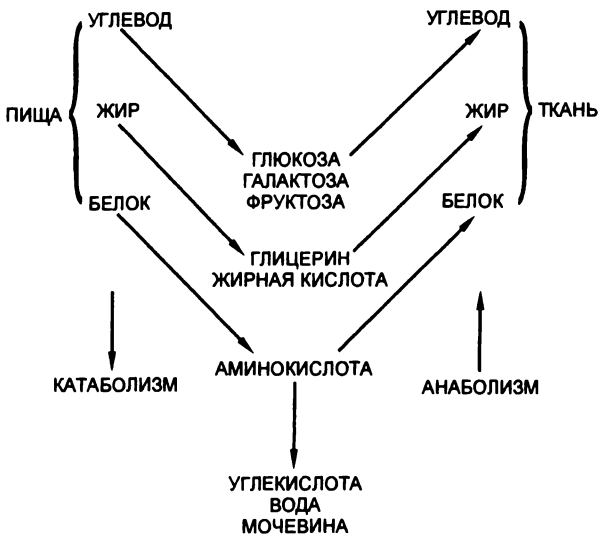 УГЛЕВОД
УГЛЕВОД
ПИЩА
ЖИР
ЖИР
ТКАНЬ
ГЛЮКОЗА
ГАЛАКТОЗА
ФРУКТОЗА
БЕЛОК
БЕЛОК
ГЛИЦЕРИН
ЖИРНАЯ КИСЛОТА
АМИНОКИСЛОТА
КАТАБОЛИЗМ
АНАБОЛИЗМ
УГЛЕКИСЛОТА
ВОДА
МОЧЕВИНА